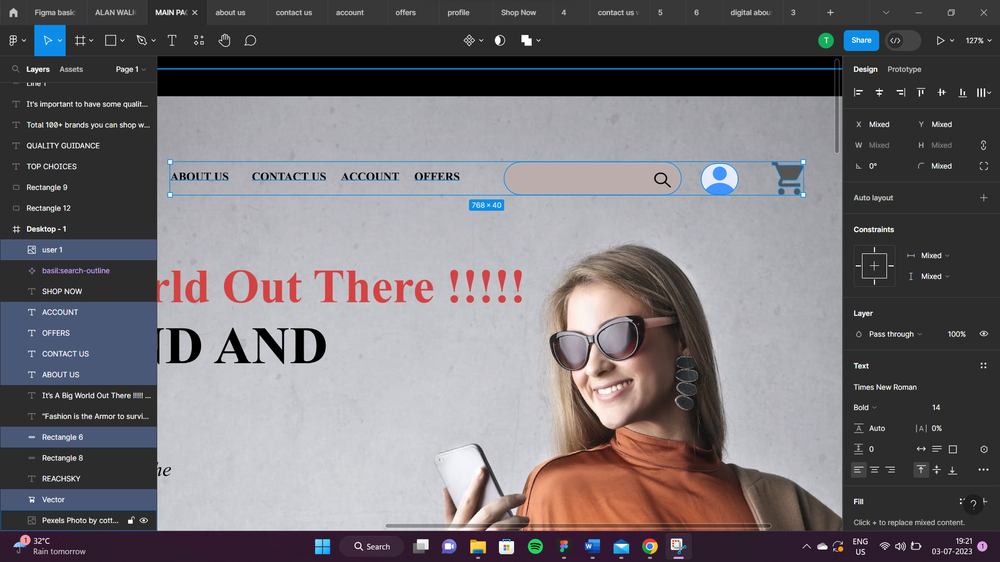 Figma basic
ALAN WALK
MAIN PAG
about us
contact us
account
offers
profile
Shop Now
4
contact us w
5
6
digital abou
3
T
Share
127%
Layers
Assets
Page 1
Line 1
It's important to have some qualit...
Total 100+ brands you can shop w...
QUALITY GUIDANCE
TOP CHOICES
Rectangle 9
Rectangle 12
Desktop - 1
user 1
basil:search-outline
SHOP NOW
ACCOUNT
OFFERS
CONTACT US
ABOUT US
It's A Big World Out There !!!!! ...
“Fashion is the Armor to survi...
Rectangle 6
Rectangle 8
REACHSKY
Vector
Pexels Photo by cott...
ABOUT US
CONTACT US
ACCOUNT
OFFERS
768 × 40
rld Out There !!!!!
ND AND
he
Design
Prototype
X Mixed
Y Mixed
W Mixed
H Mixed
0°
Mixed
Auto layout
Constraints
Mixed
Mixed
Layer
Pass through
100%
Text
Times New Roman
Bold
14
Auto
|A| 0%
0
Fill
?
Click + to replace mixed content.
1
32°C
Rain tomorrow
Search
ENG
US
19:21
03-07-2023
1